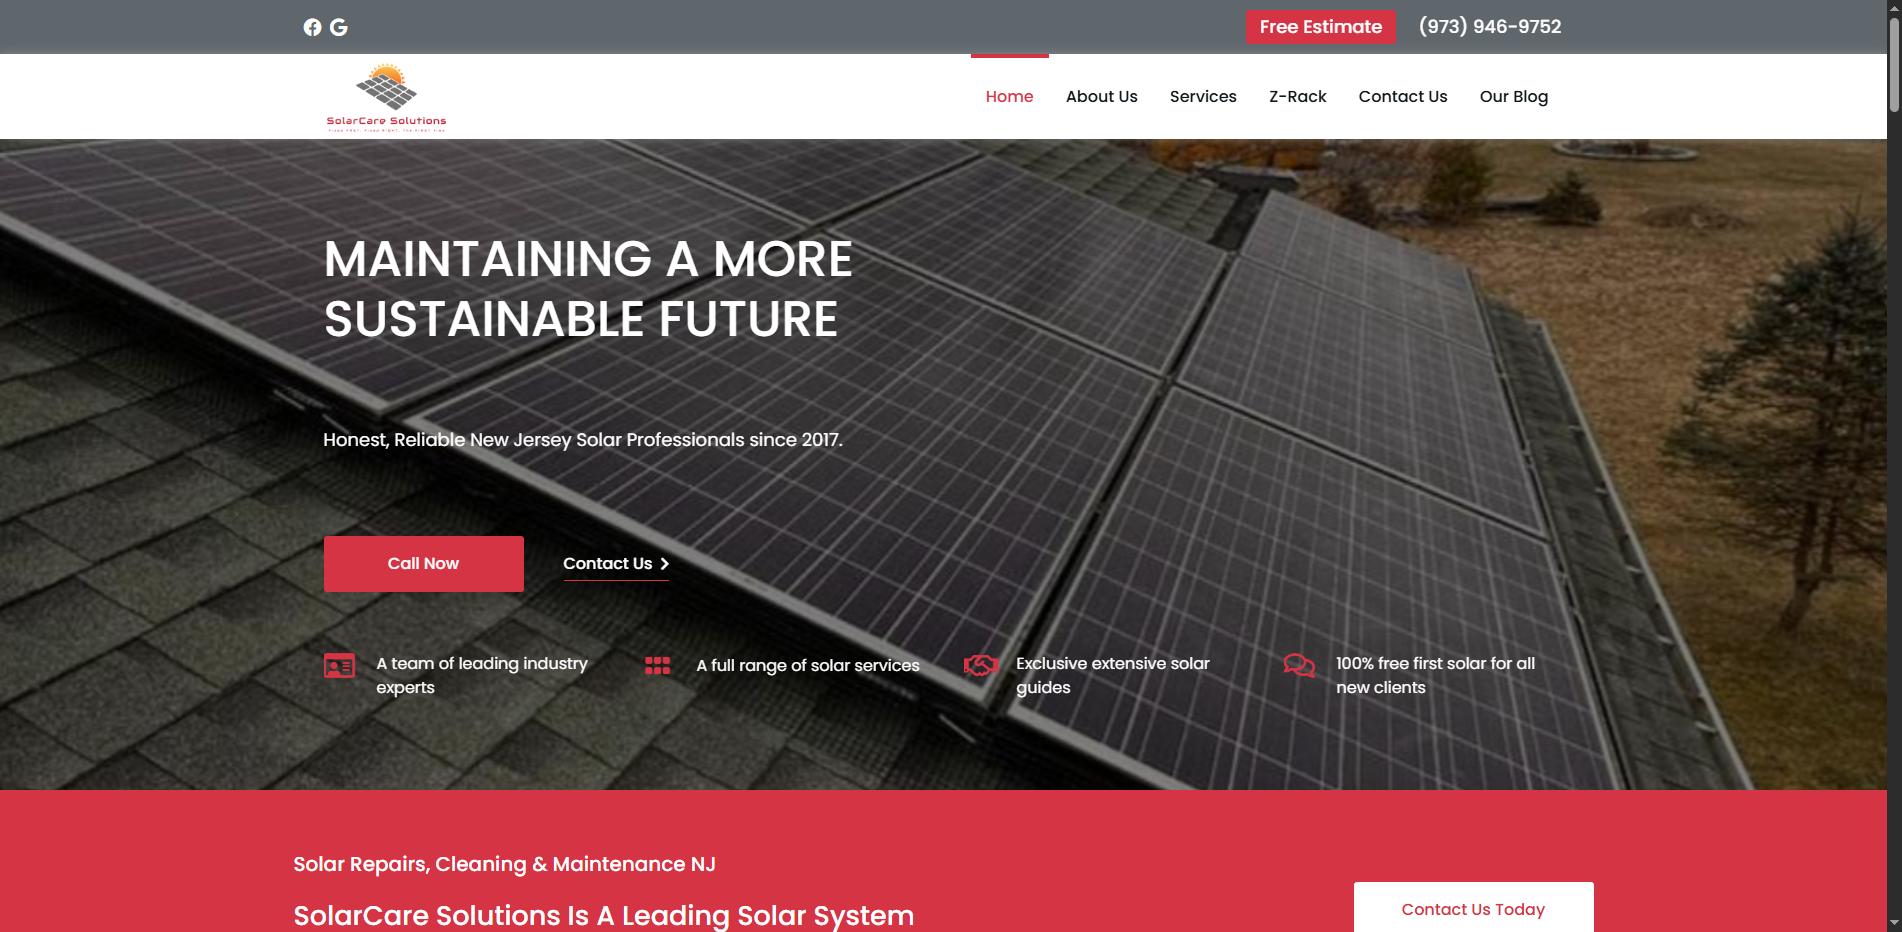 Free Estimate
(973) 946-9752
SolarCare Solutions
Home
About Us
Services
Z-Rack
Contact Us
Our Blog
MAINTAINING A MORE
SUSTAINABLE FUTURE
Honest, Reliable New Jersey Solar Professionals since 2017.
Call Now
Contact Us
A team of leading industry
experts
A full range of solar services
Exclusive extensive solar
guides
100% free first solar for all
new clients
Solar Repairs, Cleaning & Maintenance NJ
SolarCare Solutions Is A Leading Solar System
Contact Us Today